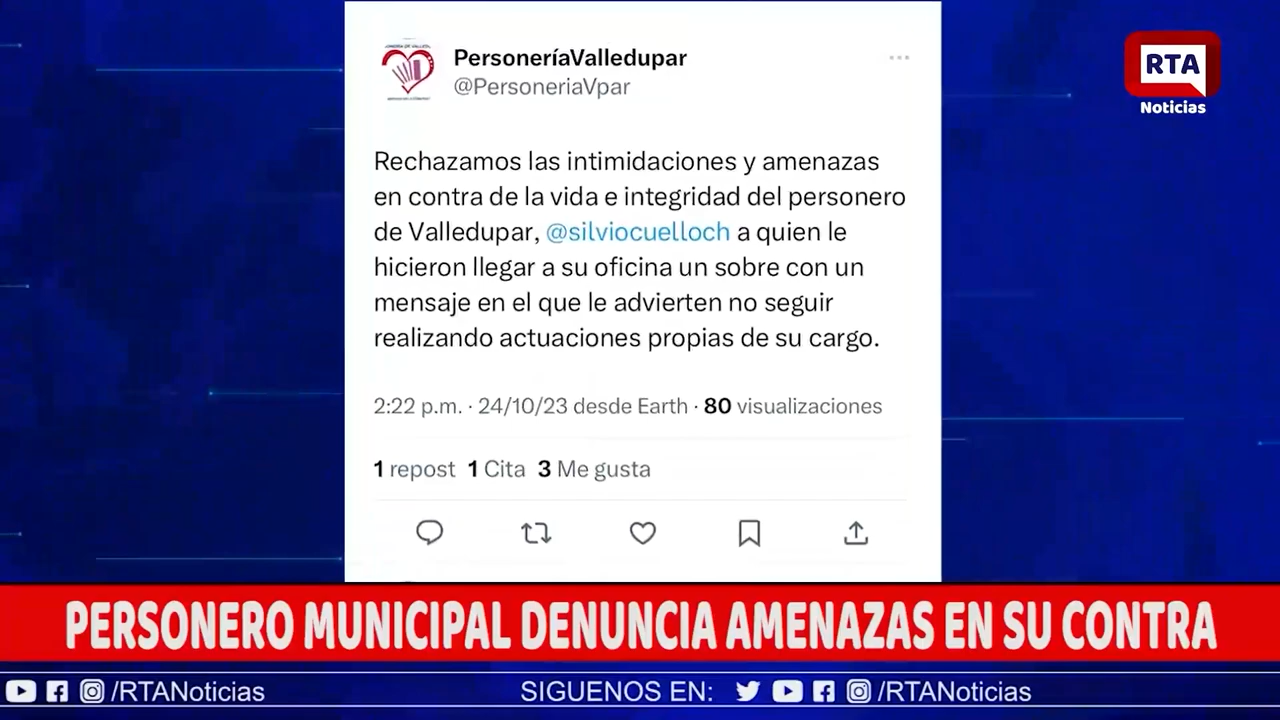 PersoneríaValledupar
@PersoneriaVpar
RTA
Noticias
Rechazamos las intimidaciones y amenazas
en contra de la vida e integridad del personero
de Valledupar, @silviocuelloch a quien le
hicieron llegar a su oficina un sobre con un
mensaje en el que le advierten no seguir
realizando actuaciones propias de su cargo.
2:22 p.m. · 24/10/23 desde Earth · 80 visualizaciones
1 repost 1 Cita 3 Me gusta
PERSONERO MUNICIPAL DENUNCIA AMENAZAS EN SU CONTRA
/RTANoticias SIGUENOS EN: /RTANoticias